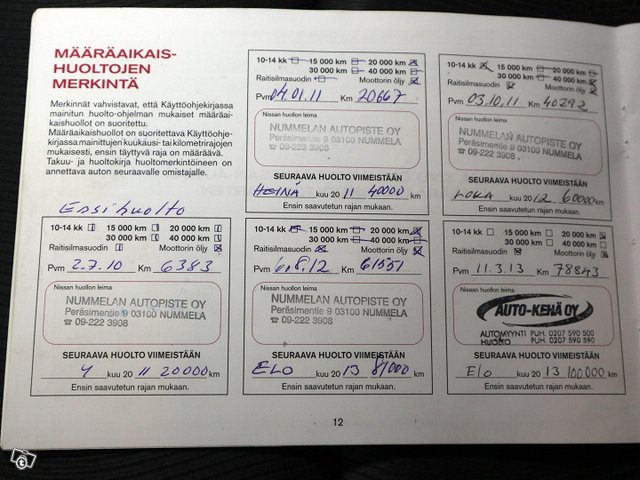 MÄÄRÄAIKAIS-
HUOLTOJEN
MERKINTÄ
Merkinnät vahvistavat, että Käyttöohjekirjassa
mainitun huolto-ohjelman mukaiset määräai-
kaishuollot on suoritettu.
Määräaikaishuollot on suoritettava Käyttöohje-
kirjassa mainittujen kuukausi- tai kilometrirajojen
mukaisesti, ensin täyttyvä raja on määräävä.
Takuu- ja huoltokirja huoltomerkintöineen on
annettava auton seuraavalle omistajalle.
10-14 kk 15 000 km 20 000 km
30 000 km 40 000 km
Raitisilmasuodin Moottorin öljy
Pvm 04.01.11 Km 20667
Nissan huollon leima
NUMMELAN AUTOPISTE OY
Peräsimentie 9 03100 NUMMELA
☎ 09-222 3908
SEURAAVA HUOLTO VIIMEISTÄÄN
HEINÄ kuu 20 11 40000 km
Ensin saavutetun rajan mukaan.
10-14 kk 15 000 km 20 000 km
30 000 km 40 000 km
Raitisilmasuodin Moottorin öljy
Pvm 03.10.11 Km 40292
Nissan huollon leima
NUMMELAN AUTOPISTE OY
Peräsimentie 9 03100 NUMMELA
☎ 09-222 3908
SEURAAVA HUOLTO VIIMEISTÄÄN
LOKA kuu 20 12 60000 km
Ensin saavutetun rajan mukaan.
Ensihuolto
10-14 kk 15 000 km 20 000 km
30 000 km 40 000 km
Raitisilmasuodin Moottorin öljy
Pvm 2.7.10 Km 6383
Nissan huollon leima
NUMMELAN AUTOPISTE OY
Peräsimentie 9 03100 NUMMELA
☎ 09-222 3908
SEURAAVA HUOLTO VIIMEISTÄÄN
kuu 20 11 20000 km
Ensin saavutetun rajan mukaan.
10-14 kk 15 000 km 20 000 km
30 000 km 40 000 km
Raitisilmasuodin Moottorin öljy
Pvm 6.8.12 Km 61551
Nissan huollon leima
NUMMELAN AUTOPISTE OY
Peräsimentie 9 03100 NUMMELA
☎ 09-222 3908
SEURAAVA HUOLTO VIIMEISTÄÄN
ELO kuu 20 13 81000 km
Ensin saavutetun rajan mukaan.
10-14 kk 15 000 km 20 000 km
30 000 km 40 000 km
Raitisilmasuodin Moottorin öljy
Pvm 11.3.13 Km 78843
Nissan huollon leima
AUTO-KEHÄ OY
AUTOMYYNTI PUH. 0207 590 500
HUOLTO PUH. 0207 590 590
SEURAAVA HUOLTO VIIMEISTÄÄN
Elo kuu 20 13 100000 km
Ensin saavutetun rajan mukaan.
12